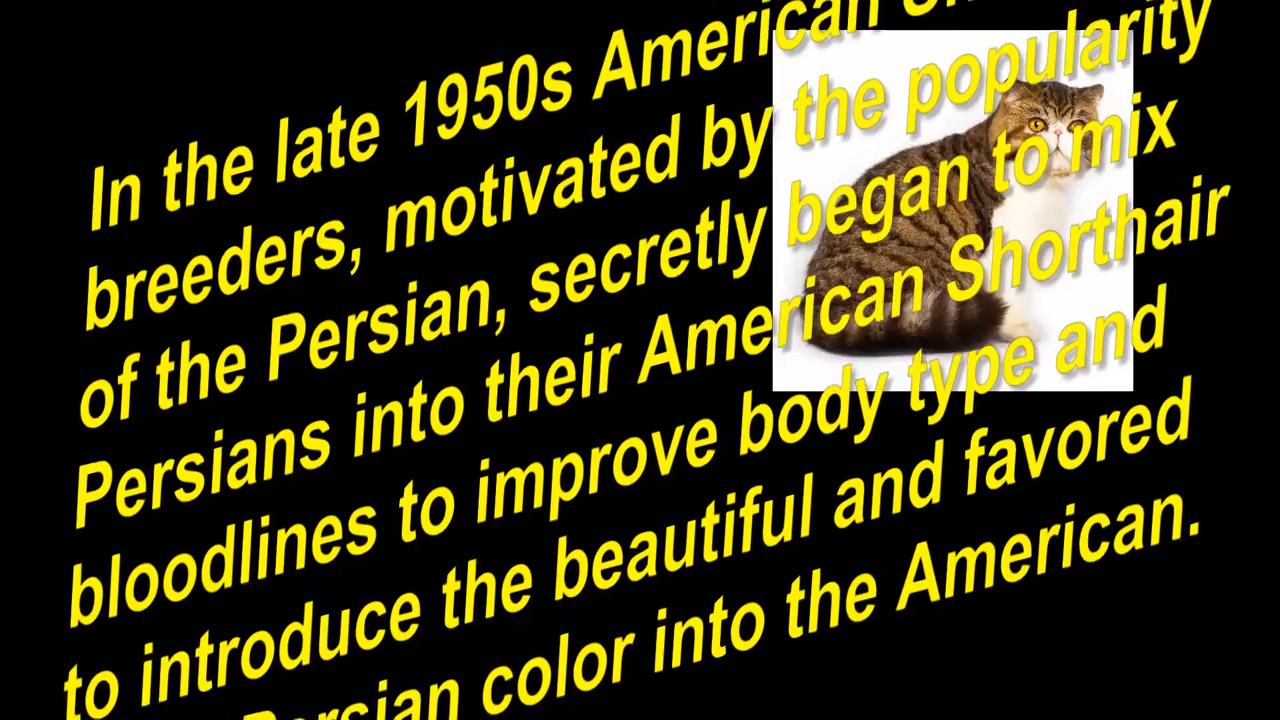 In the late 1950s American
breeders, motivated by the popularity
of the Persian, secretly began to mix
Persians into their American Shorthair
bloodlines to improve body type and
to introduce the beautiful and favored
Persian color into the American.